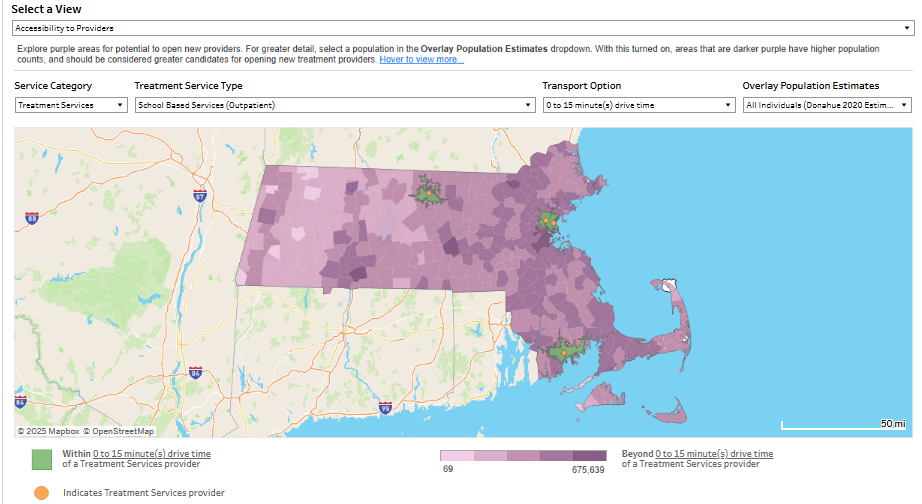 Select a View
Accessibility to Providers
Explore purple areas for potential to open new providers. For greater detail, select a population in the Overlay Population Estimates dropdown. With this turned on, areas that are darker purple have higher population
counts, and should be considered greater candidates for opening new treatment providers. Hover to view more...
Service Category
Treatment Services
Treatment Service Type
School Based Services (Outpatient)
Transport Option
0 to 15 minute(s) drive time
Overlay Population Estimates
All Individuals (Donahue 2020 Estim...
87
88
84
84
95
50 mi
© 2025 Mapbox © OpenStreetMap
Within 0 to 15 minute(s) drive time
of a Treatment Services provider
69
675,639
Beyond 0 to 15 minute(s) drive time
of a Treatment Services provider
Indicates Treatment Services provider